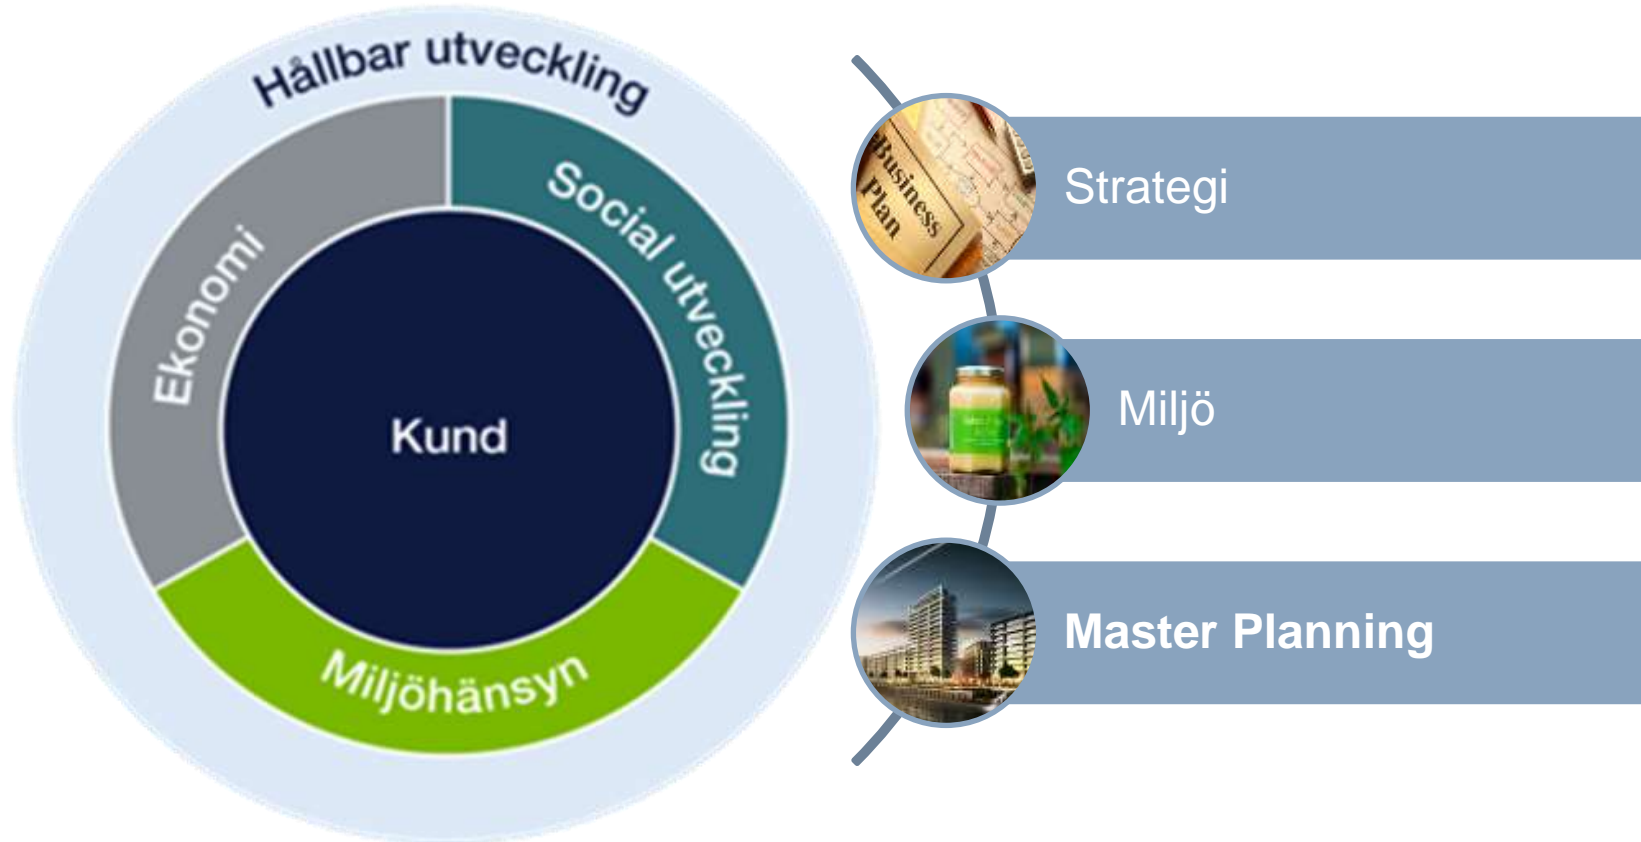 Hållbar utveckling
Ekonomi
Social utveckling
Kund
Miljöhänsyn
Business
Plan
Strategi
Miljö
Master Planning